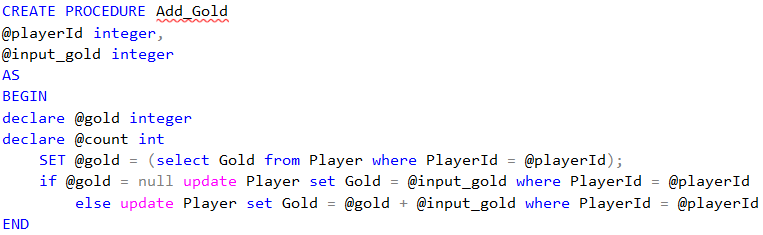 CREATE PROCEDURE Add_Gold
@playerId integer,
@input_gold integer
AS
BEGIN
declare @gold integer
declare @count int
    SET @gold = (select Gold from Player where PlayerId = @playerId);
    if @gold = null update Player set Gold = @input_gold where PlayerId = @playerId
        else update Player set Gold = @gold + @input_gold where PlayerId = @playerId
END